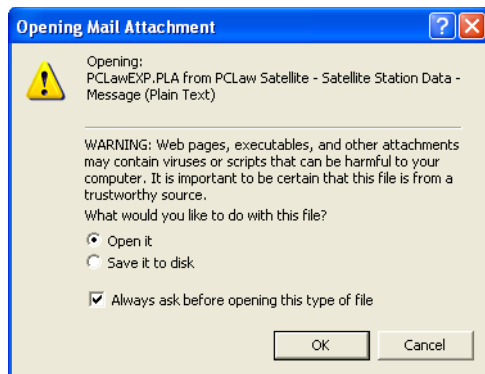 Opening Mail Attachment
Opening:
PCLawEXP.PLA from PCLaw Satellite - Satellite Station Data -
Message (Plain Text)
WARNING: Web pages, executables, and other attachments
may contain viruses or scripts that can be harmful to your
computer. It is important to be certain that this file is from a
trustworthy source.
What would you like to do with this file?
Open it
Save it to disk
Always ask before opening this type of file
OK Cancel